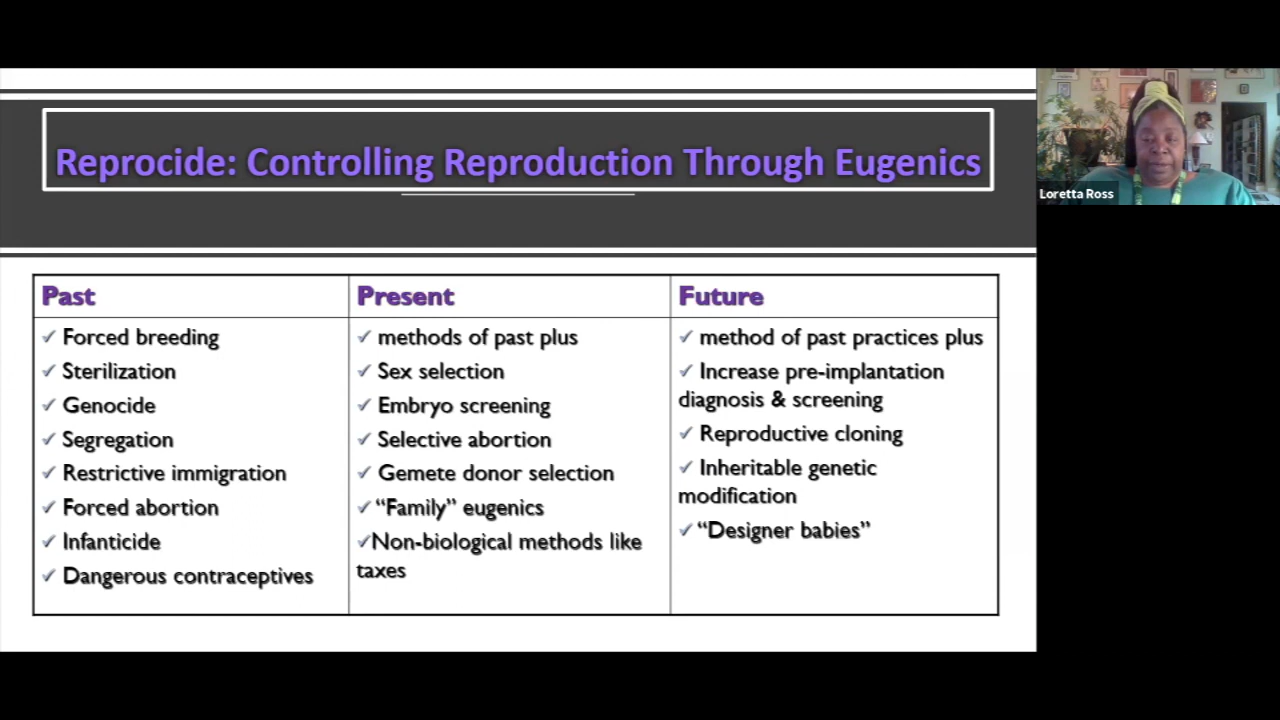 Reprocide: Controlling Reproduction Through Eugenics
Loretta Ross
Past
✓ Forced breeding
✓ Sterilization
✓ Genocide
✓ Segregation
✓ Restrictive immigration
✓ Forced abortion
✓ Infanticide
✓ Dangerous contraceptives
Present
✓ methods of past plus
✓ Sex selection
✓ Embryo screening
✓ Selective abortion
✓ Gemete donor selection
✓ “Family” eugenics
✓Non-biological methods like
taxes
Future
✓ method of past practices plus
✓ Increase pre-implantation
diagnosis & screening
✓ Reproductive cloning
✓ Inheritable genetic
modification
✓ “Designer babies”